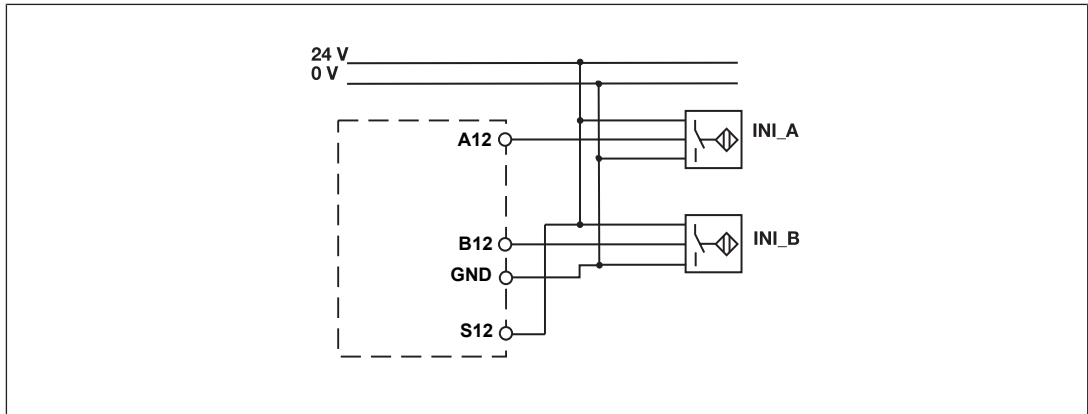 24 V
0 V
A12
INI_A
B12
INI_B
GND
S12